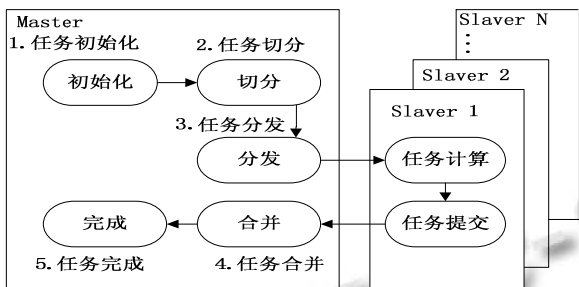 Master
1.任务初始化
2.任务切分
初始化
切分
3.任务分发
分发
完成
合并
5.任务完成
4.任务合并
Slaver N
Slaver 2
Slaver 1
任务计算
任务提交